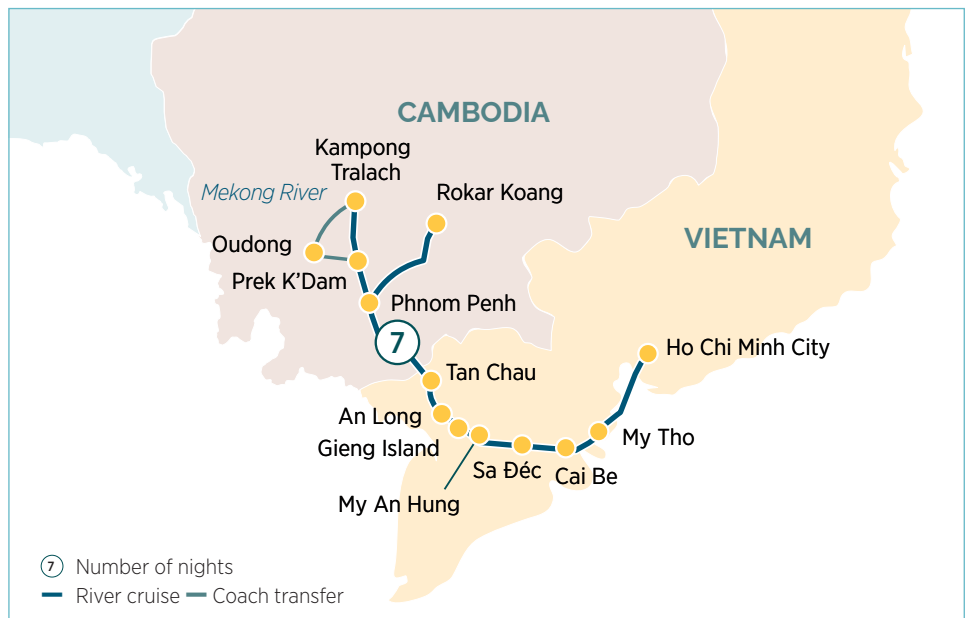 CAMBODIA
Kampong
Tralach
Mekong River
Rokar Koang
Oudong
VIETNAM
Prek K’Dam
Phnom Penh
7
Ho Chi Minh City
Tan Chau
An Long
Gieng Island
My Tho
Sa Đéc
Cai Be
My An Hung
7 Number of nights
River cruise
Coach transfer